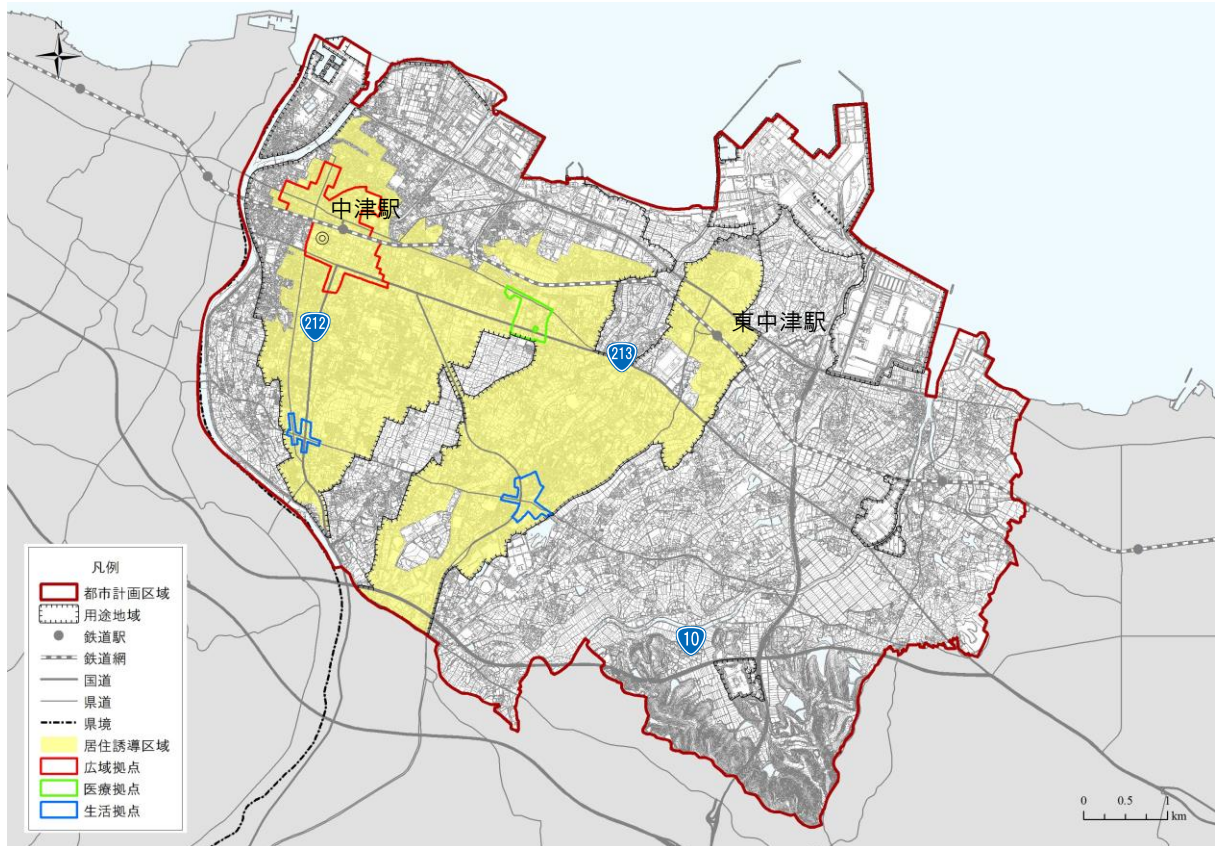 N
中津駅
212
213
東中津駅
10
凡例
都市計画区域
用途地域
鉄道駅
鉄道網
国道
県道
県境
居住誘導区域
広域拠点
医療拠点
生活拠点
0 0.5 1
km